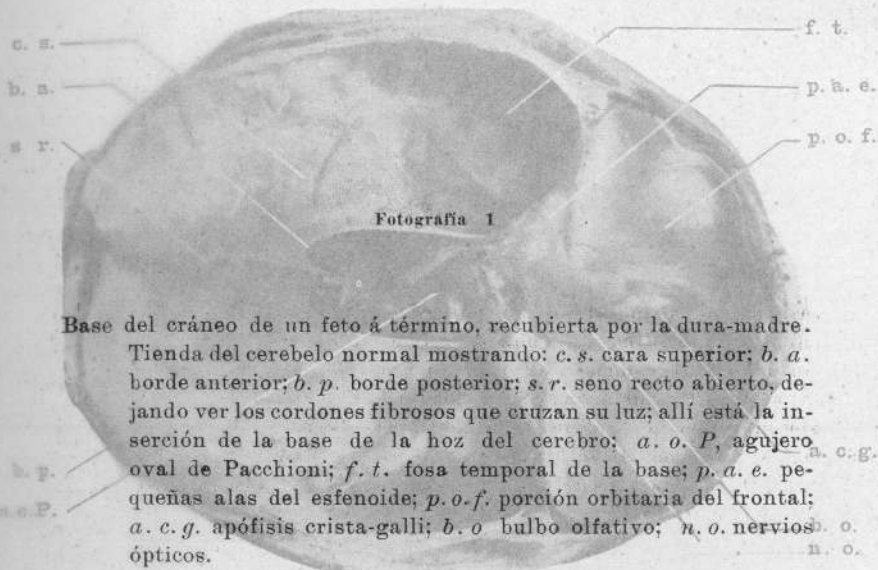 c. s.
b. a.
s r.
f. t.
p. a. e.
p. o. f.
Fotografía 1
Base del cráneo de un feto á término, recubierta por la dura-madre.
Tienda del cerebelo normal mostrando: c. s. cara superior; b. a.
borde anterior; b. p. borde posterior; s. r. seno recto abierto, de-
jando ver los cordones fibrosos que cruzan su luz; allí está la in-
serción de la base de la hoz del cerebro; a. o. P, agujero
oval de Pacchioni; f. t. fosa temporal de la base; p. a. e. pe-
queñas alas del esfenoide; p. o-f. porción orbitaria del frontal;
a. c. g. apófisis crista-galli; b. o bulbo olfativo; n. o. nervios
ópticos.
b. p.
a. o. P.
a. c. g.
b. o.
n. o.